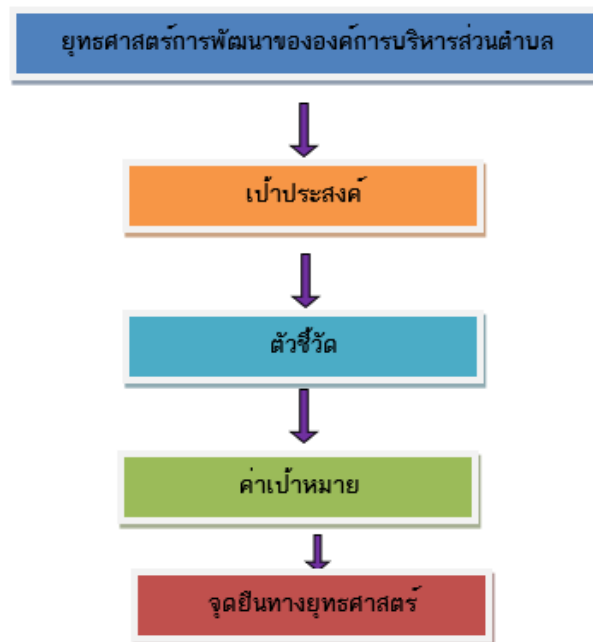 ยุทธศาสตร์การพัฒนาขององค์การบริหารส่วนตำบล
เป้าประสงค์
ตัวชี้วัด
ค่าเป้าหมาย
จุดยืนทางยุทธศาสตร์